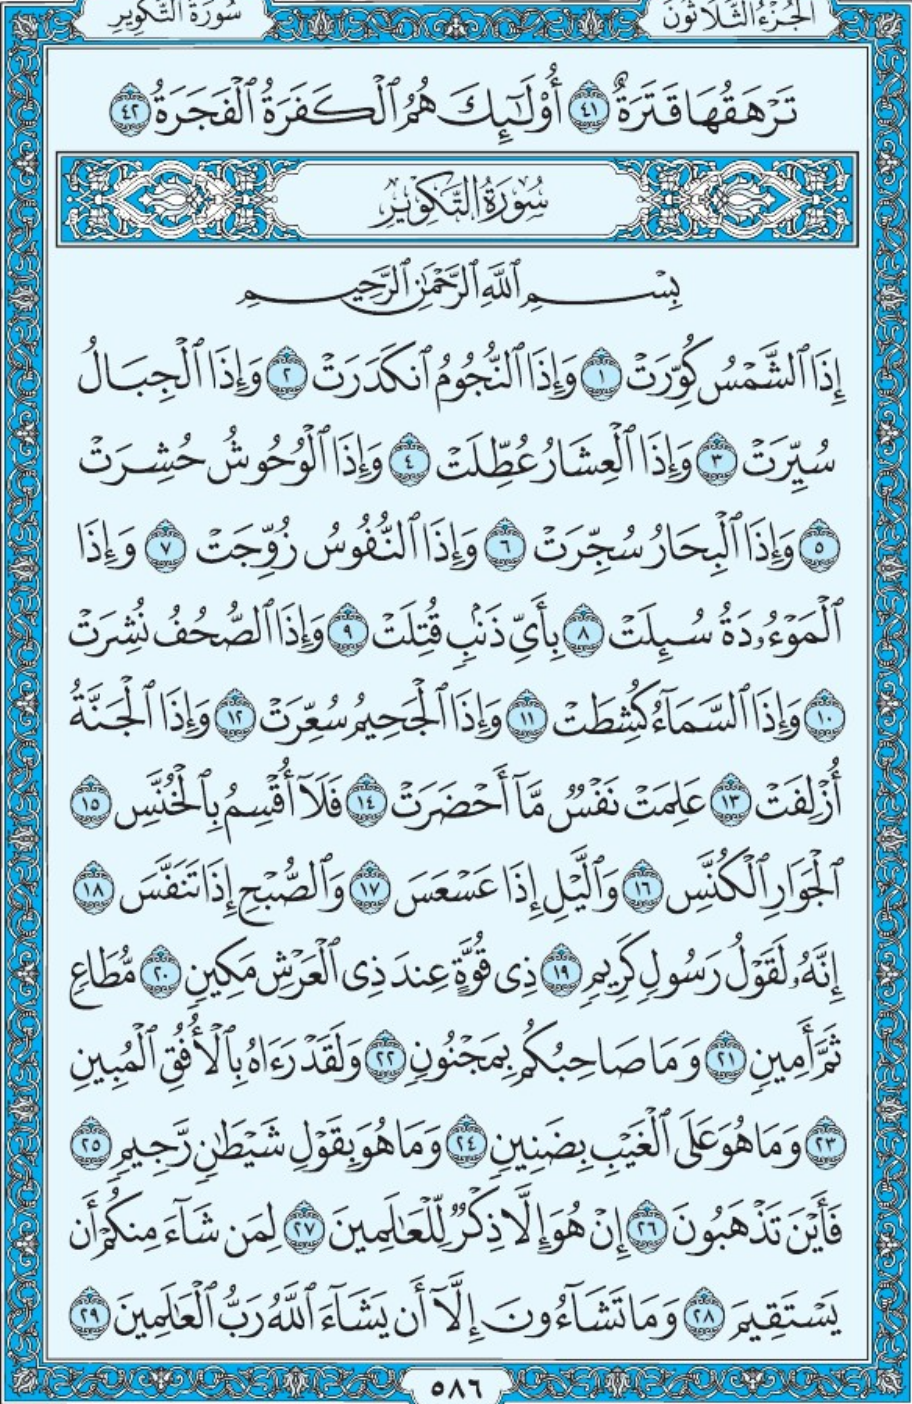 سُورَةُ التَّكْوِيرِ الجُزْءُ الثَّلَاثُونَ
تَرْهَقُهَا قَتَرَةٌ ٤١ أُوْلَـٰٓئِكَ هُمُ ٱلْكَفَرَةُ ٱلْفَجَرَةُ ٤٢
سُورَةُ التَّكْوِيرِ
بِسْمِ ٱللَّهِ ٱلرَّحْمَٰنِ ٱلرَّحِيمِ
إِذَا ٱلشَّمْسُ كُوِّرَتْ ١ وَإِذَا ٱلنُّجُومُ ٱنكَدَرَتْ ٢ وَإِذَا ٱلْجِبَالُ
سُيِّرَتْ ٣ وَإِذَا ٱلْعِشَارُ عُطِّلَتْ ٤ وَإِذَا ٱلْوُحُوشُ حُشِرَتْ
٥ وَإِذَا ٱلْبِحَارُ سُجِّرَتْ ٦ وَإِذَا ٱلنُّفُوسُ زُوِّجَتْ ٧ وَإِذَا
ٱلْمَوْءُۥدَةُ سُئِلَتْ ٨ بِأَىِّ ذَنۢبٍ قُتِلَتْ ٩ وَإِذَا ٱلصُّحُفُ نُشِرَتْ
١٠ وَإِذَا ٱلسَّمَآءُ كُشِطَتْ ١١ وَإِذَا ٱلْجَحِيمُ سُعِّرَتْ ١٢ وَإِذَا ٱلْجَنَّةُ
أُزْلِفَتْ ١٣ عَلِمَتْ نَفْسٌ مَّآ أَحْضَرَتْ ١٤ فَلَآ أُقْسِمُ بِٱلْخُنَّسِ ١٥
ٱلْجَوَارِ ٱلْكُنَّسِ ١٦ وَٱلَّيْلِ إِذَا عَسْعَسَ ١٧ وَٱلصُّبْحِ إِذَا تَنَفَّسَ ١٨
إِنَّهُۥ لَقَوْلُ رَسُولٍ كَرِيمٍ ١٩ ذِى قُوَّةٍ عِندَ ذِى ٱلْعَرْشِ مَكِينٍ ٢٠ مُّطَاعٍ
ثَمَّ أَمِينٍ ٢١ وَمَا صَاحِبُكُم بِمَجْنُونٍ ٢٢ وَلَقَدْ رَءَاهُ بِٱلْأُفُقِ ٱلْمُبِينِ
٢٣ وَمَا هُوَ عَلَى ٱلْغَيْبِ بِضَنِينٍ ٢٤ وَمَا هُوَ بِقَوْلِ شَيْطَٰنٍ رَّجِيمٍ ٢٥
فَأَيْنَ تَذْهَبُونَ ٢٦ إِنْ هُوَ إِلَّا ذِكْرٌ لِّلْعَٰلَمِينَ ٢٧ لِمَن شَآءَ مِنكُمْ أَن
يَسْتَقِيمَ ٢٨ وَمَا تَشَآءُونَ إِلَّآ أَن يَشَآءَ ٱللَّهُ رَبُّ ٱلْعَٰلَمِينَ ٢٩
٥٨٦